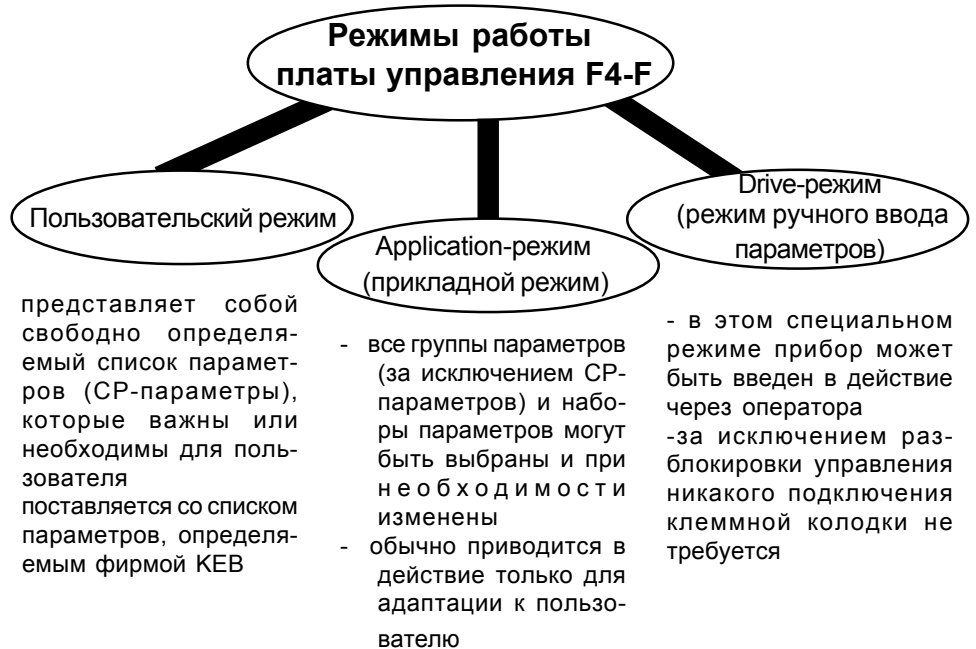 Режимы работы
платы управления F4-F
Пользовательский режим
Application-режим
(прикладной режим)
Drive-режим
(режим ручного ввода
параметров)
представляет собой
свободно определя-
емый список парамет-
ров (CP-параметры),
которые важны или
необходимы для поль-
зователя
поставляется со списком
параметров, определя-
емым фирмой KEB
- все группы параметров
(за исключением CP-
параметров) и набо-
ры параметров могут
быть выбраны и при
необходимости
изменены
- обычно приводится в
действие только для
адаптации к пользо-
вателю
- в этом специальном
режиме прибор может
быть введен в действие
через оператора
-за исключением раз-
блокировки управления
никакого подключения
клеммной колодки не
требуется